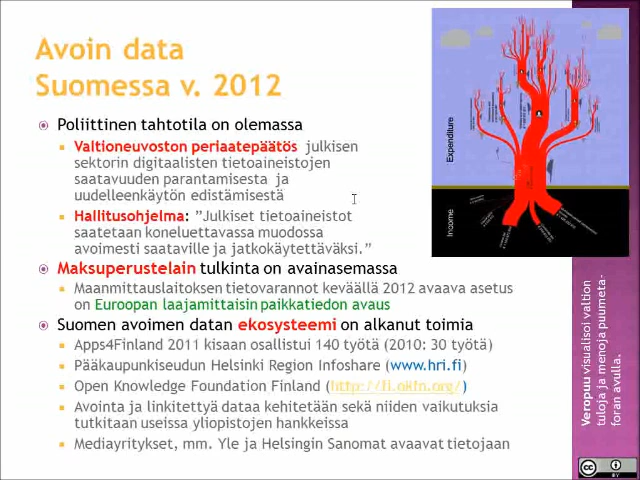 Avoin data
Suomessa v. 2012
Poliittinen tahtotila on olemassa
Valtioneuvoston periaatepäätös julkisen
sektorin digitaalisten tietoaineistojen
saatavuuden parantamisesta ja
uudelleenkäytön edistämisestä
Hallitusohjelma: ”Julkiset tietoaineistot
saatetaan koneluettavassa muodossa
avoimesti saataville ja jatkokäytettäväksi.”
Maksuperustelain tulkinta on avainasemassa
Maanmittauslaitoksen tietovarannot keväällä 2012 avaava asetus
on Euroopan laajamittaisin paikkatiedon avaus
Suomen avoimen datan ekosysteemi on alkanut toimia
Apps4Finland 2011 kisaan osallistui 140 työtä (2010: 30 työtä)
Pääkaupunkiseudun Helsinki Region Infoshare (www.hri.fi)
Open Knowledge Foundation Finland (http://fi.okfn.org/)
Avointa ja linkitettyä dataa kehitetään sekä niiden vaikutuksia
tutkitaan useissa yliopistojen hankkeissa
Mediayritykset, mm. Yle ja Helsingin Sanomat avaavat tietojaan
Expenditure
Income
Veropuu visualisoi valtion
tuloja ja menoja puumeta-
foran avulla.
cc
BY